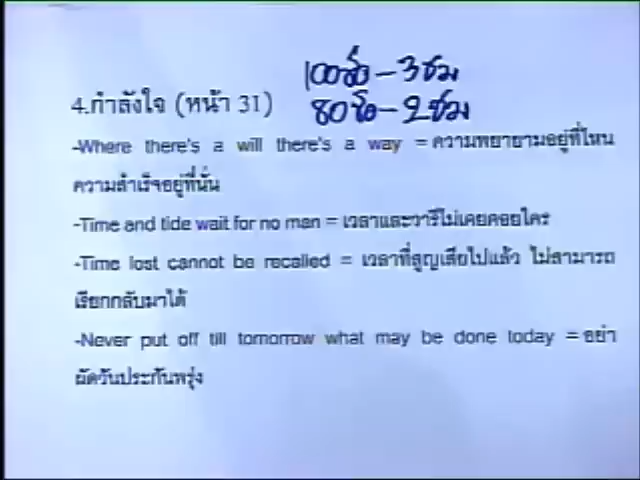 100ข้อ - 3ชม
80ข้อ - 2ชม
4.กำลังใจ (หน้า 31)
-Where there's a will there's a way = ความพยายามอยู่ที่ไหน
ความสำเร็จอยู่ที่นั่น
-Time and tide wait for no man = เวลาและวารีไม่เคยคอยใคร
-Time lost cannot be recalled = เวลาที่สูญเสียไปแล้ว ไม่สามารถ
เรียกกลับมาได้
-Never put off till tomorrow what may be done today = อย่า
ผัดวันประกันพรุ่ง